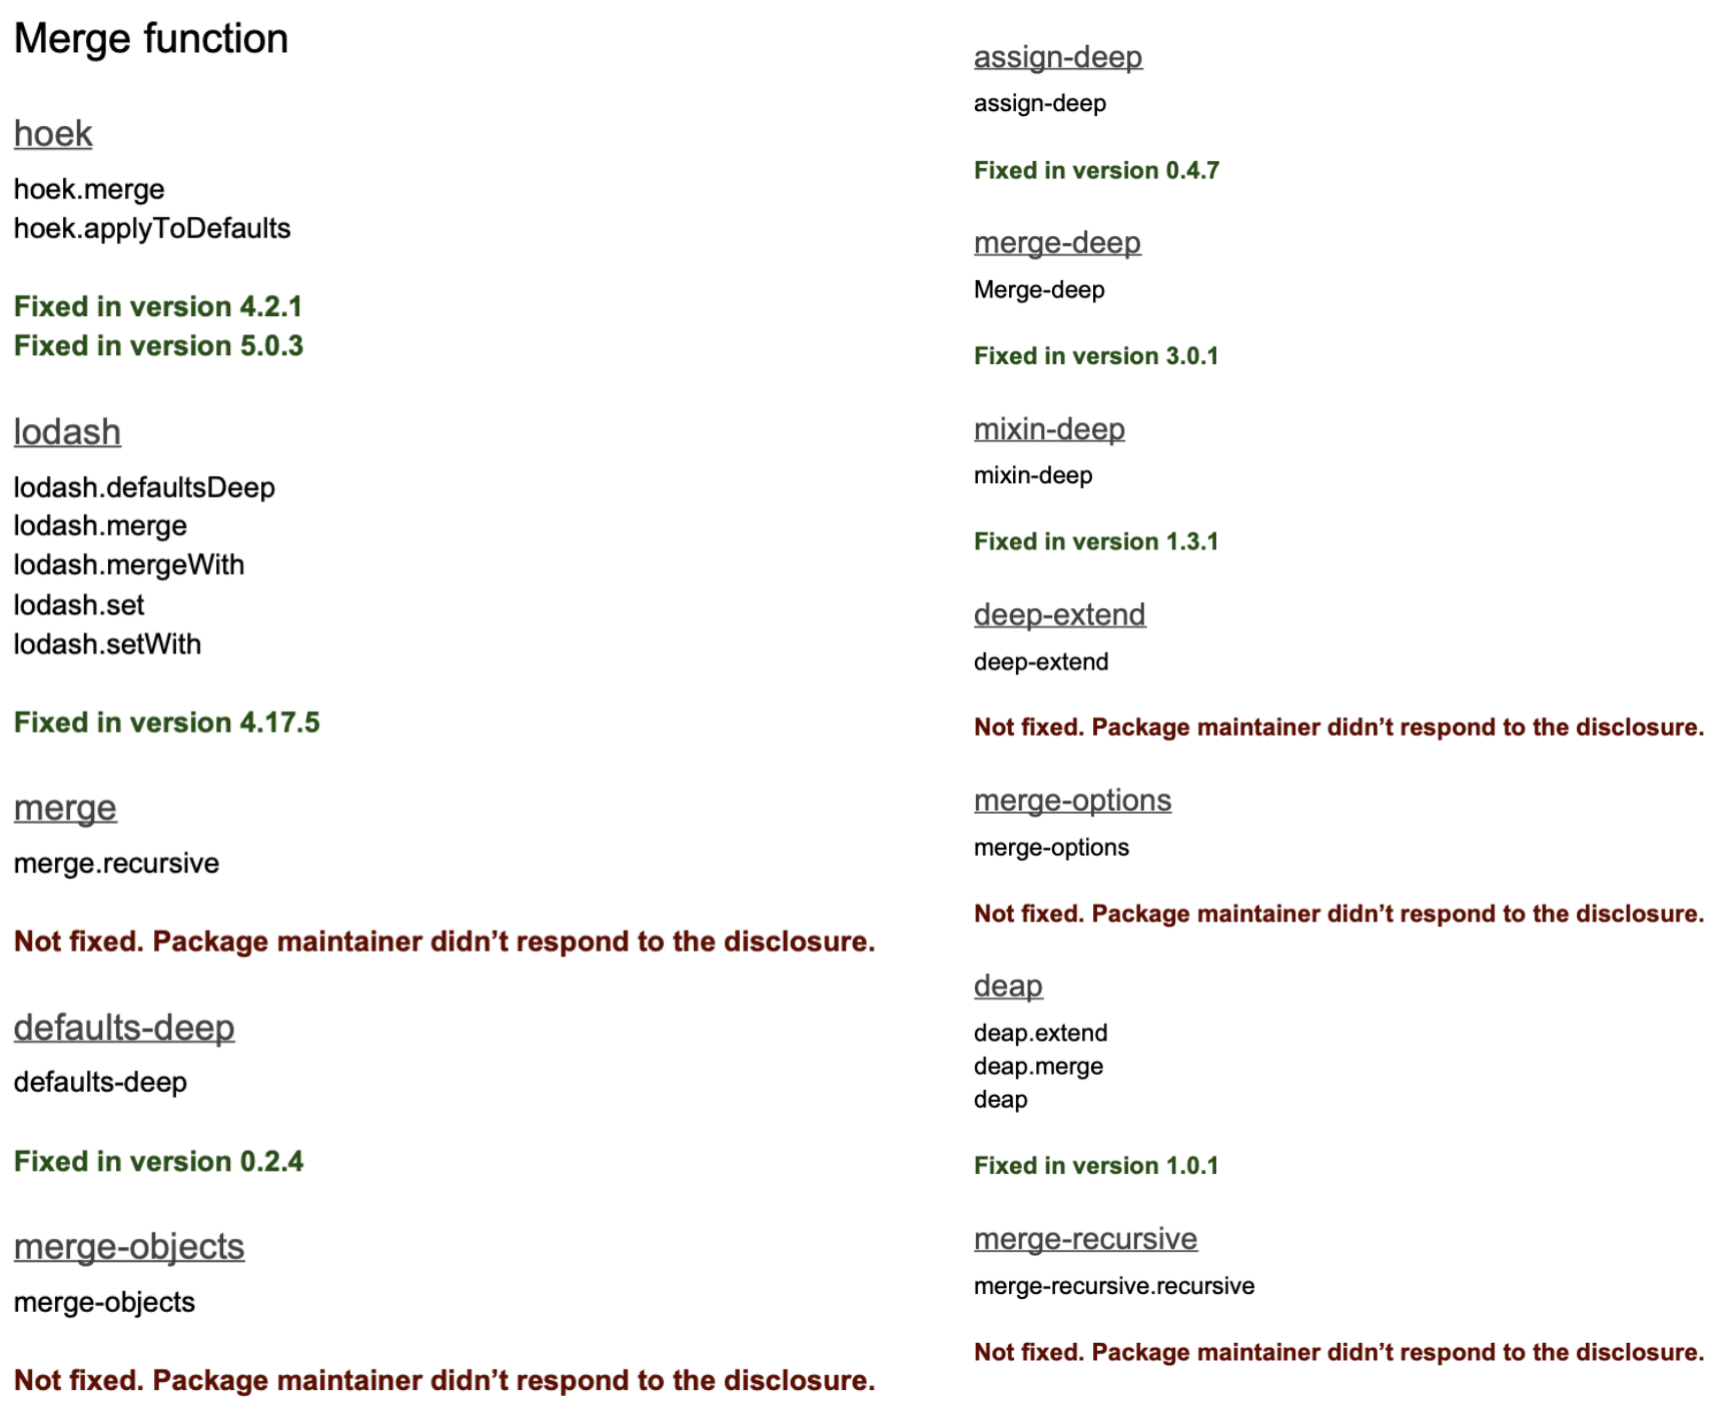 Merge function
hoek
hoek.merge
hoek.applyToDefaults
Fixed in version 4.2.1
Fixed in version 5.0.3
lodash
lodash.defaultsDeep
lodash.merge
lodash.mergeWith
lodash.set
lodash.setWith
Fixed in version 4.17.5
merge
merge.recursive
Not fixed. Package maintainer didn’t respond to the disclosure.
defaults-deep
defaults-deep
Fixed in version 0.2.4
merge-objects
merge-objects
Not fixed. Package maintainer didn’t respond to the disclosure.
assign-deep
assign-deep
Fixed in version 0.4.7
merge-deep
Merge-deep
Fixed in version 3.0.1
mixin-deep
mixin-deep
Fixed in version 1.3.1
deep-extend
deep-extend
Not fixed. Package maintainer didn’t respond to the disclosure.
merge-options
merge-options
Not fixed. Package maintainer didn’t respond to the disclosure.
deap
deap.extend
deap.merge
deap
Fixed in version 1.0.1
merge-recursive
merge-recursive.recursive
Not fixed. Package maintainer didn’t respond to the disclosure.